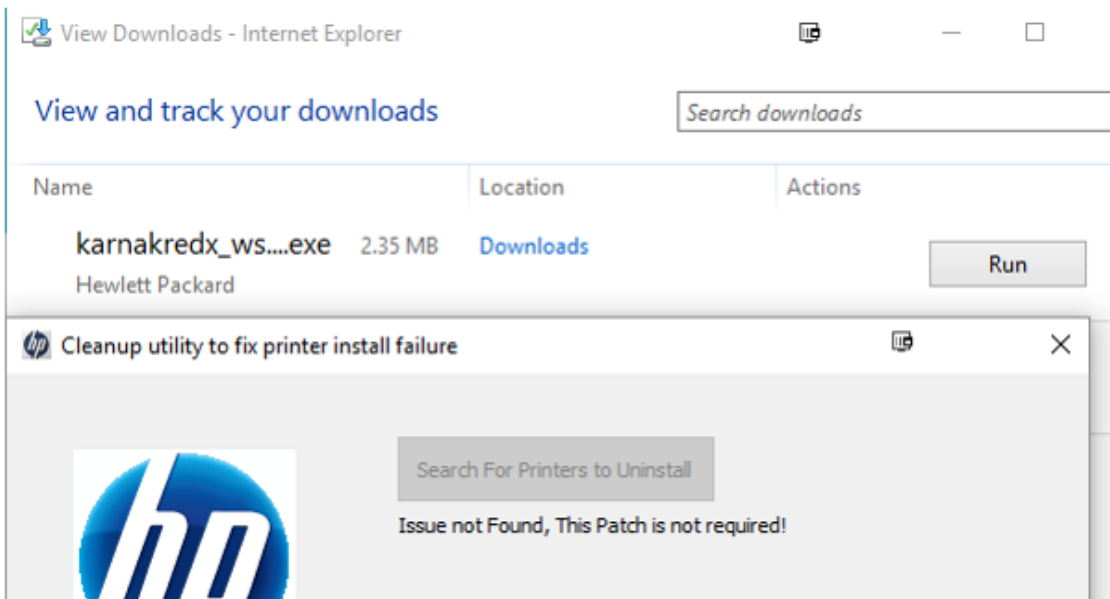 View Downloads - Internet Explorer
View and track your downloads
Search downloads
Name Location Actions
karnakredx_ws....exe 2.35 MB Downloads
Run
Hewlett Packard
hp Cleanup utility to fix printer install failure
Search For Printers to Uninstall
Issue not Found, This Patch is not required!
hp